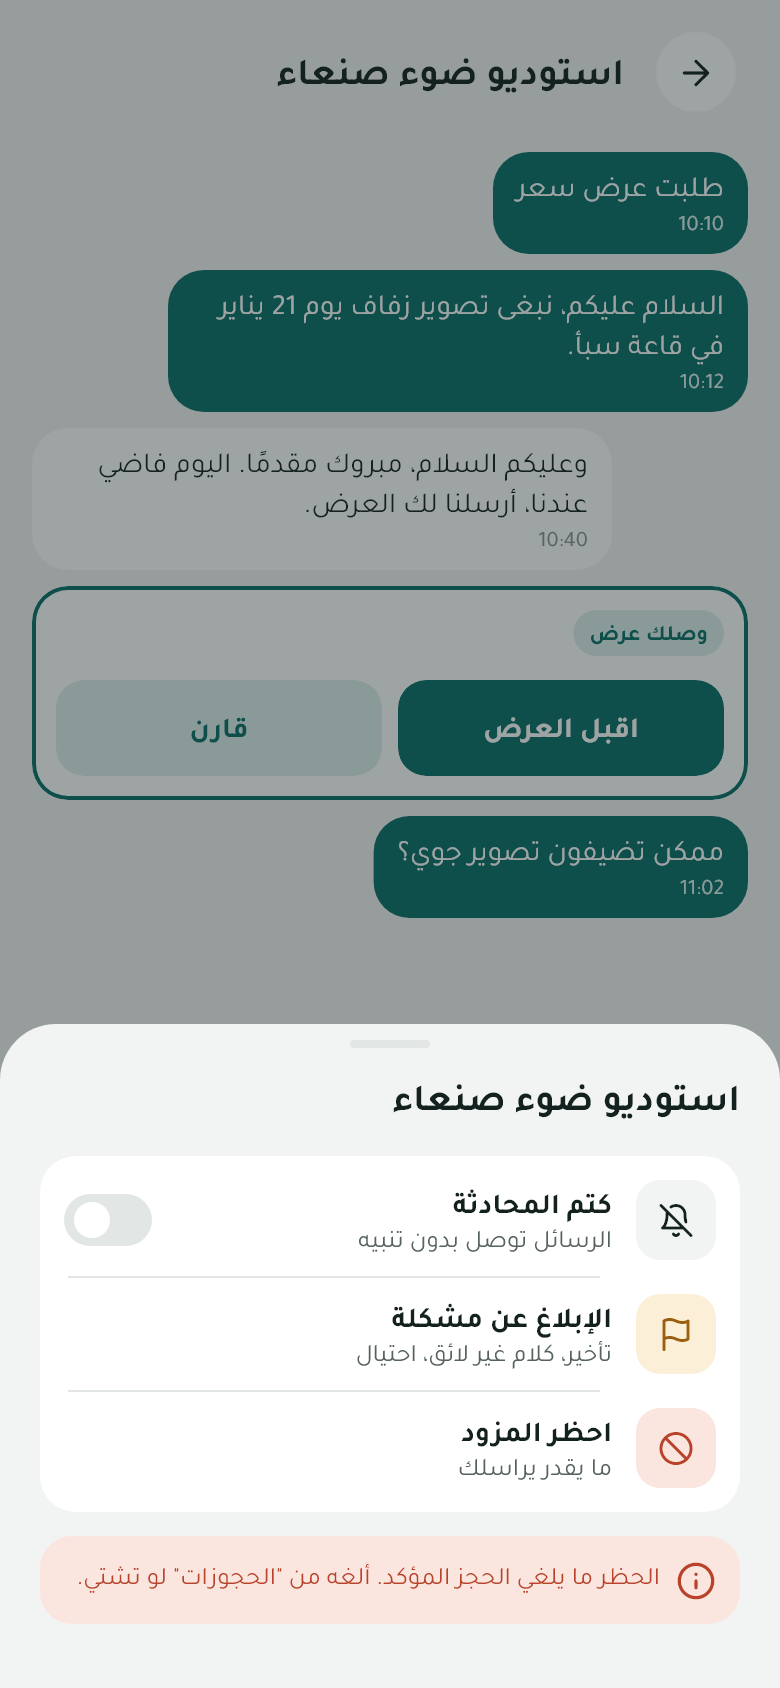 استوديو ضوء صنعاء
طلبت عرض سعر
10:10
السلام عليكم، نبغى تصوير زفاف يوم 21 يناير
في قاعة سبأ.
10:12
وعليكم السلام، مبروك مقدمًا. اليوم فاضي
عندنا، أرسلنا لك العرض.
10:40
وصلك عرض
اقبل العرض
قارن
ممكن تضيفون تصوير جوي؟
11:02
استوديو ضوء صنعاء
كتم المحادثة
الرسائل توصل بدون تنبيه
الإبلاغ عن مشكلة
تأخير، كلام غير لائق، احتيال
احظر المزود
ما يقدر يراسلك
الحظر ما يلغي الحجز المؤكد. ألغه من "الحجوزات" لو تشتي.